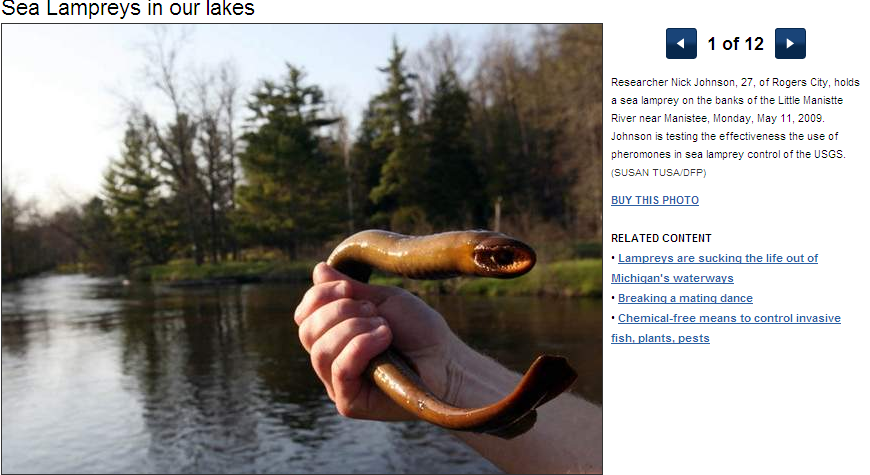 Sea Lampreys in our lakes
1 of 12
Researcher Nick Johnson, 27, of Rogers City, holds
a sea lamprey on the banks of the Little Manistte
River near Manistee, Monday, May 11, 2009.
Johnson is testing the effectiveness the use of
pheromones in sea lamprey control of the USGS.
(SUSAN TUSA/DFP)
BUY THIS PHOTO
RELATED CONTENT
• Lampreys are sucking the life out of
Michigan's waterways
• Breaking a mating dance
• Chemical-free means to control invasive
fish, plants, pests